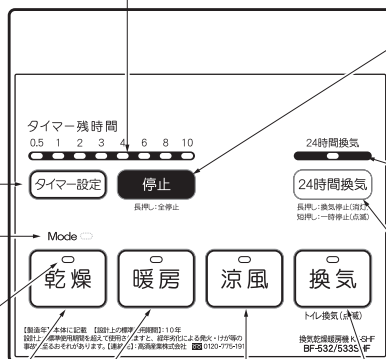 タイマー残時間
0.5 1 2 3 4 6 8 10
24時間換気
タイマー設定 停止 24時間換気
長押し:全停止
長押し:換気停止(消灯)
短押し:一時停止(点滅)
Mode
乾燥 暖房 涼風 換気
トイレ換気(点滅)
【製造年】本体に記載 【設計上の標準使用期間】:10年
設計上の標準使用期間を超えて使用されますと、経年劣化による発火・けが等の
事故に至るおそれがあります。【連絡先】:高須産業株式会社 0120-775-191
換気乾燥暖房機
BF-532/533SHF